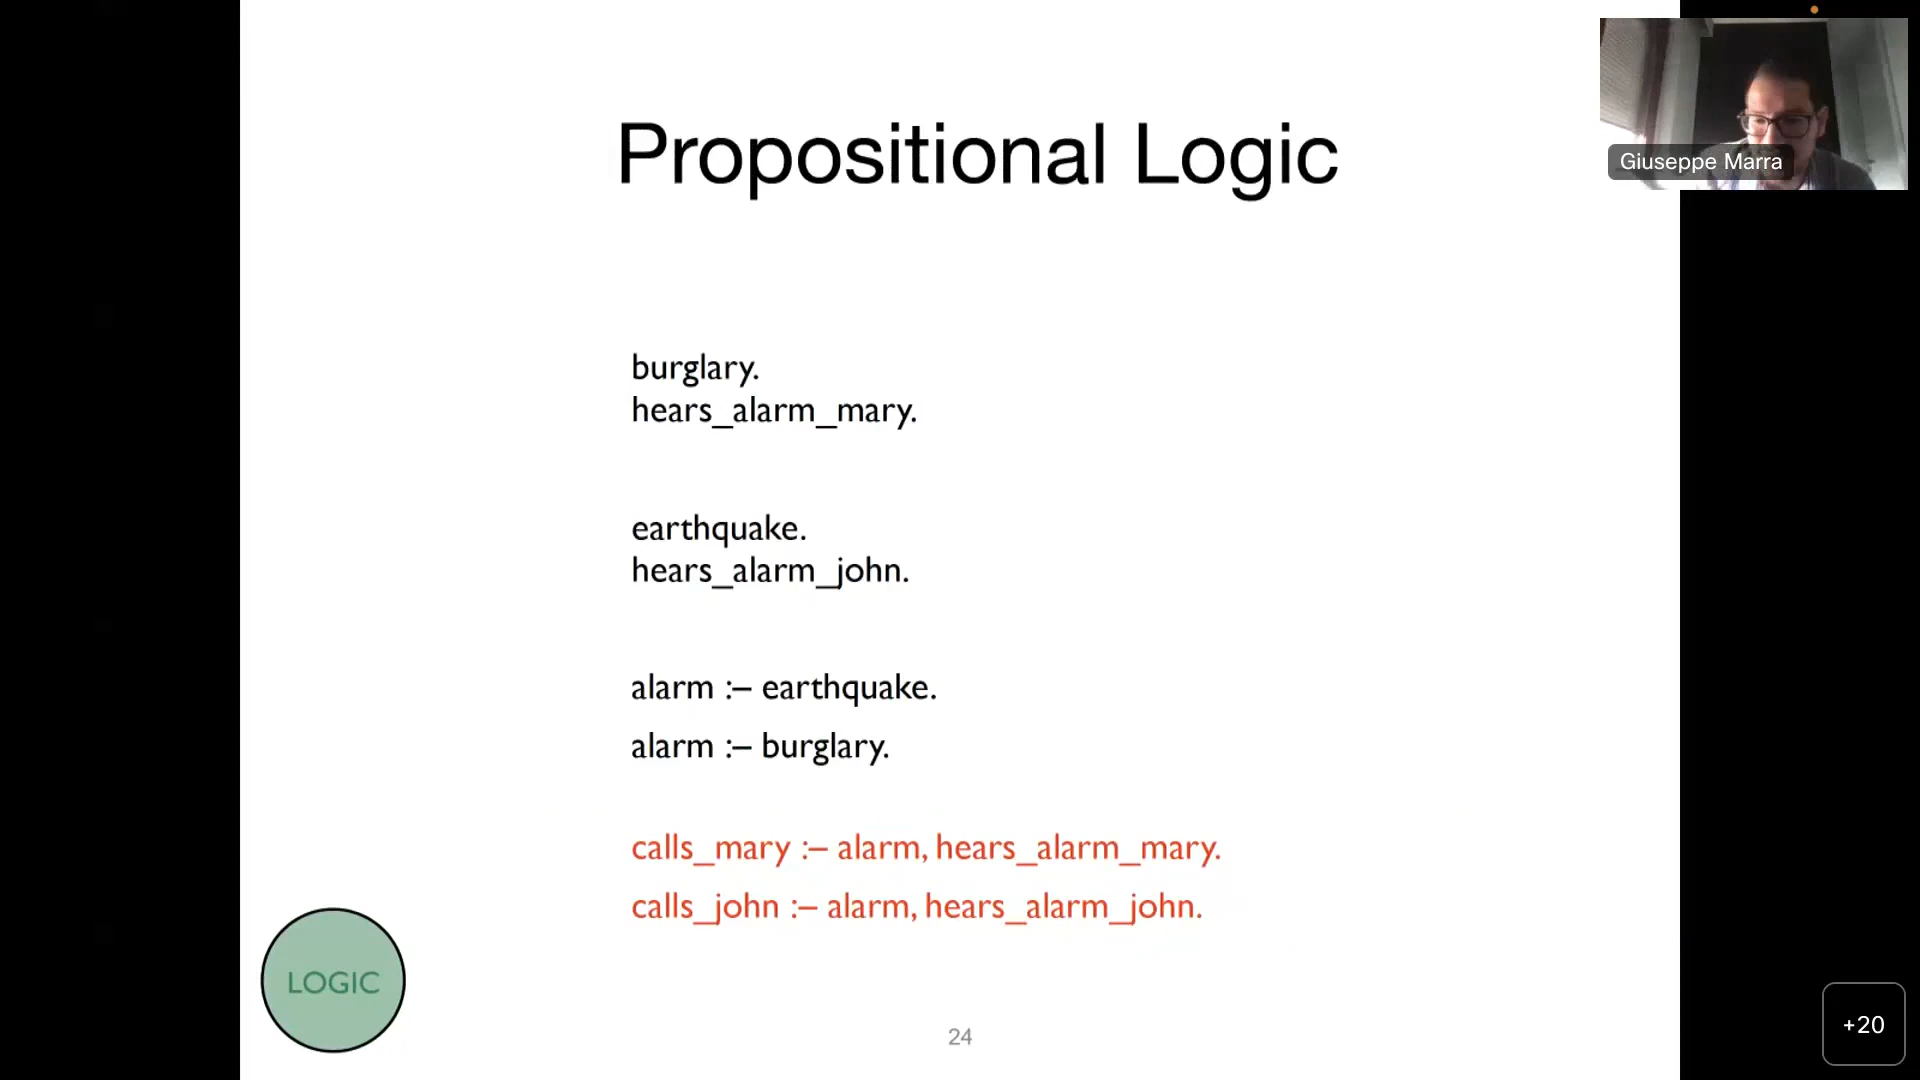 Propositional Logic
Giuseppe Marra
burglary.
hears_alarm_mary.
earthquake.
hears_alarm_john.
alarm :– earthquake.
alarm :– burglary.
calls_mary :– alarm, hears_alarm_mary.
calls_john :– alarm, hears_alarm_john.
LOGIC
24
+20